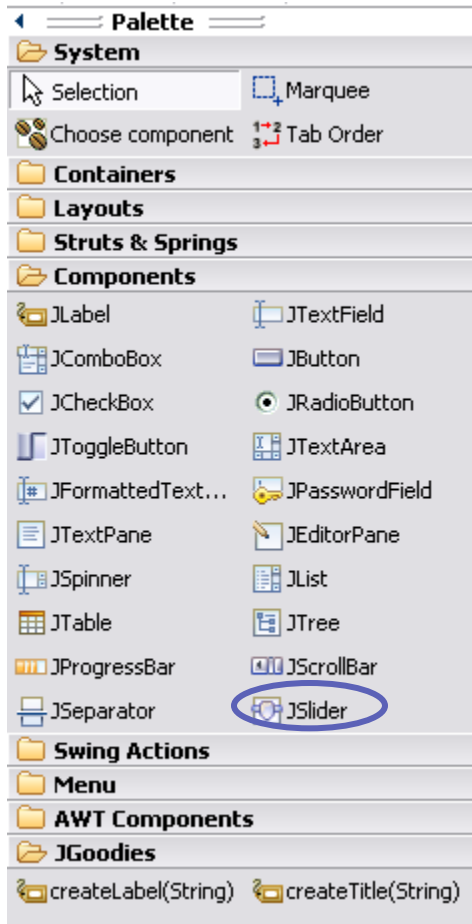 Palette
System
Selection Marquee
Choose component Tab Order
Containers
Layouts
Struts & Springs
Components
JLabel JTextField
JComboBox JButton
JCheckBox JRadioButton
JToggleButton JTextArea
JFormattedText... JPasswordField
JTextPane JEditorPane
JSpinner JList
JTable JTree
JProgressBar JScrollBar
JSeparator JSlider
Swing Actions
Menu
AWT Components
JGoodies
createLabel(String) createTitle(String)